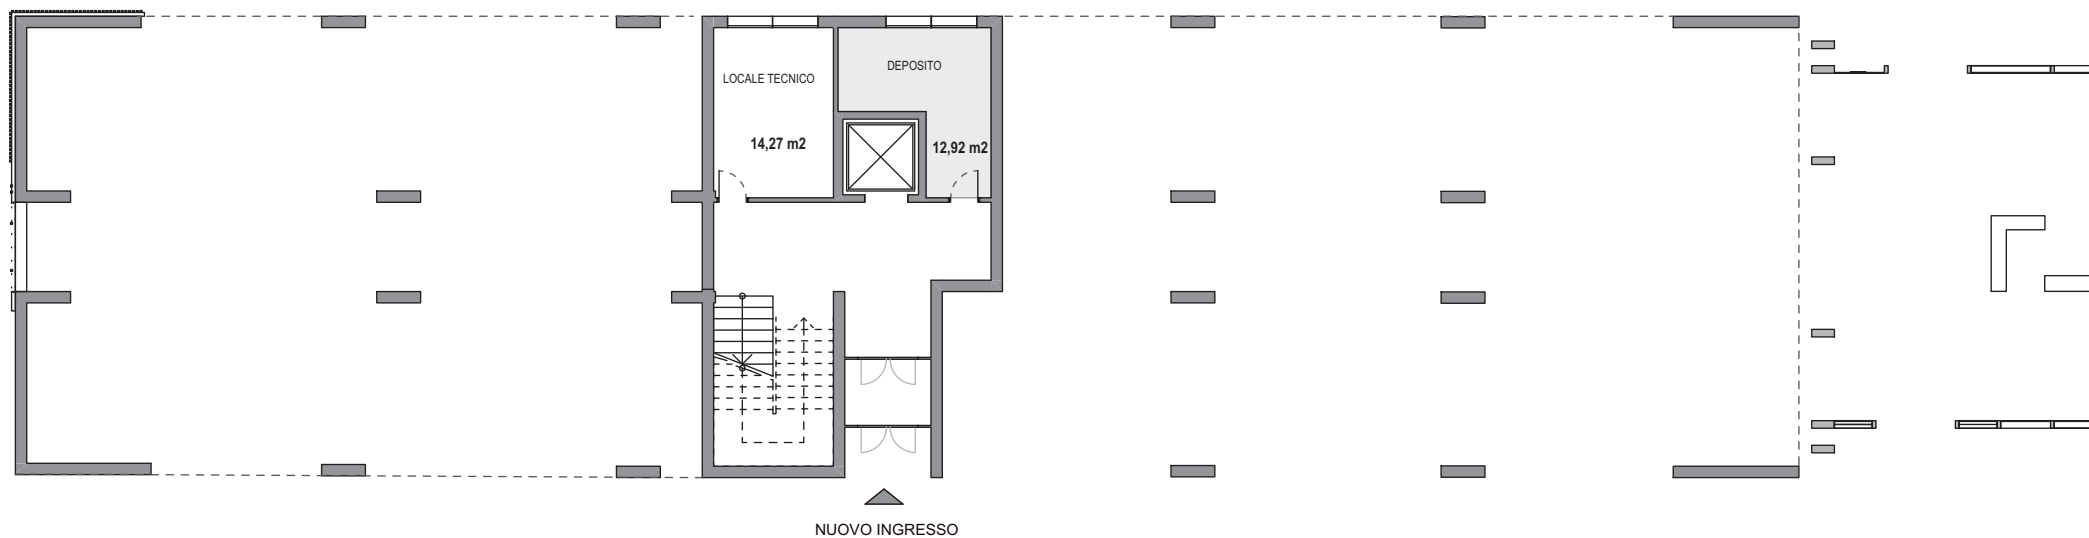 LOCALE TECNICO
DEPOSITO
14,27 m2
12,92 m2
NUOVO INGRESSO